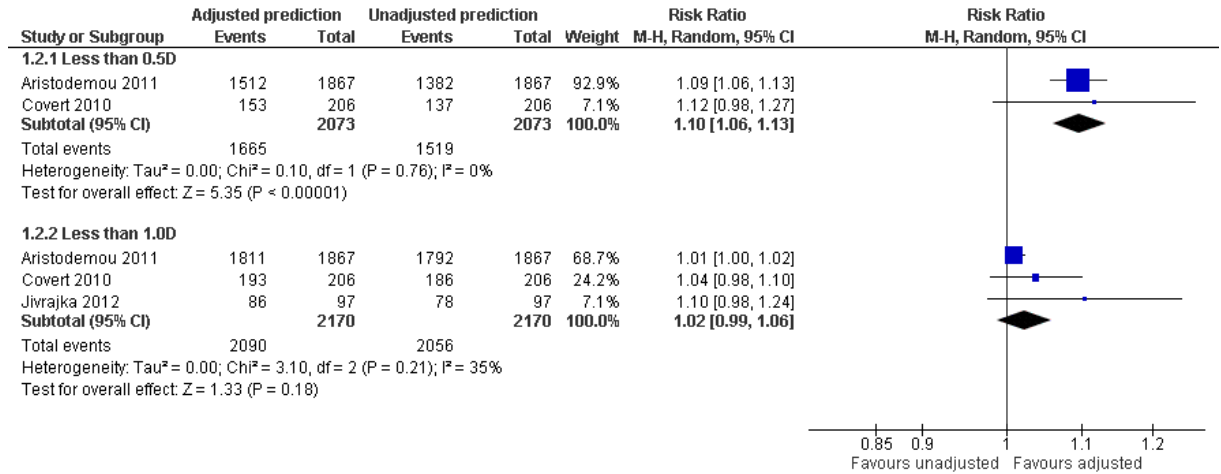 Adjusted prediction Unadjusted prediction Risk Ratio Risk Ratio
Study or Subgroup Events Total Events Total Weight M-H, Random, 95% CI M-H, Random, 95% CI
1.2.1 Less than 0.5D
Aristodemou 2011 1512 1867 1382 1867 92.9% 1.09 [1.06, 1.13]
Covert 2010 153 206 137 206 7.1% 1.12 [0.98, 1.27]
Subtotal (95% CI) 2073 2073 100.0% 1.10 [1.06, 1.13]
Total events 1665 1519
Heterogeneity: Tau² = 0.00; Chi² = 0.10, df = 1 (P = 0.76); I² = 0%
Test for overall effect: Z = 5.35 (P < 0.00001)
1.2.2 Less than 1.0D
Aristodemou 2011 1811 1867 1792 1867 68.7% 1.01 [1.00, 1.02]
Covert 2010 193 206 186 206 24.2% 1.04 [0.98, 1.10]
Jivrajka 2012 86 97 78 97 7.1% 1.10 [0.98, 1.24]
Subtotal (95% CI) 2170 2170 100.0% 1.02 [0.99, 1.06]
Total events 2090 2056
Heterogeneity: Tau² = 0.00; Chi² = 3.10, df = 2 (P = 0.21); I² = 35%
Test for overall effect: Z = 1.33 (P = 0.18)
0.85 0.9 1 1.1 1.2
Favours unadjusted Favours adjusted